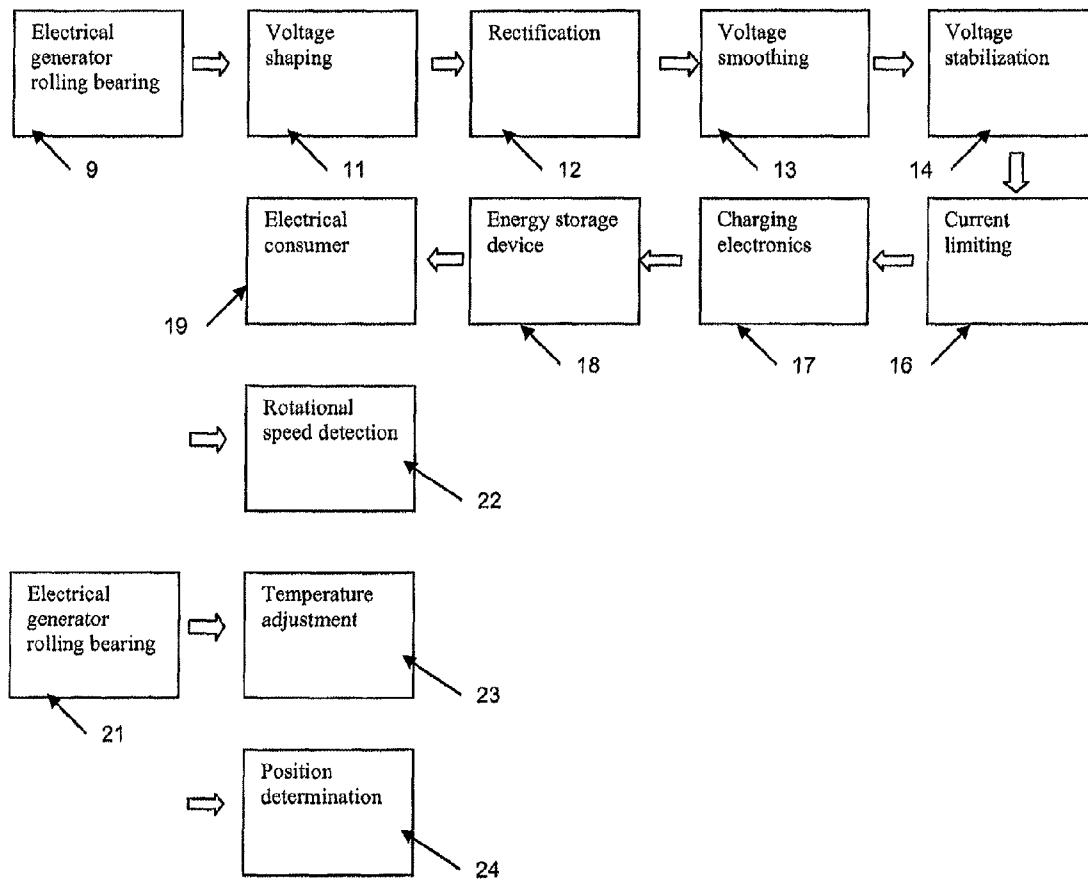 Electrical
generator
rolling bearing
Voltage
shaping
Rectification
Voltage
smoothing
Voltage
stabilization
9
11
12
13
14
Electrical
consumer
Energy storage
device
Charging
electronics
Current
limiting
19
18
17
16
Rotational
speed detection
22
Electrical
generator
rolling bearing
Temperature
adjustment
23
21
Position
determination
24